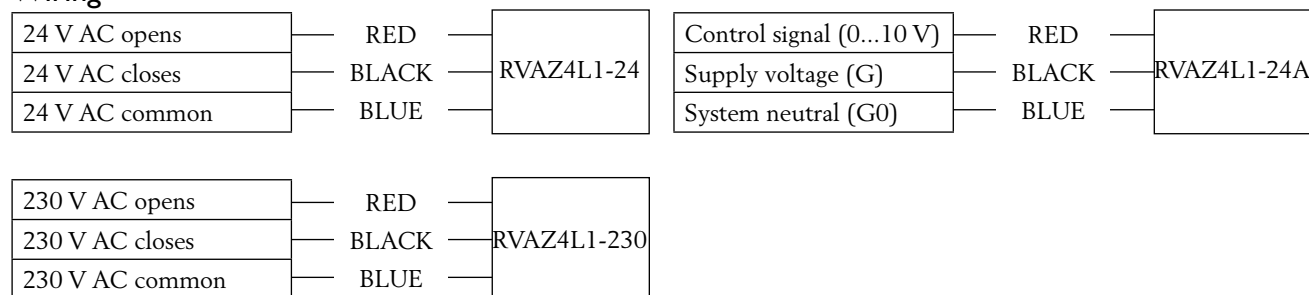 Wiring
24 V AC opens RED
24 V AC closes BLACK RVAZ4L1-24
24 V AC common BLUE
Control signal (0...10 V) RED
Supply voltage (G) BLACK RVAZ4L1-24A
System neutral (G0) BLUE
230 V AC opens RED
230 V AC closes BLACK RVAZ4L1-230
230 V AC common BLUE